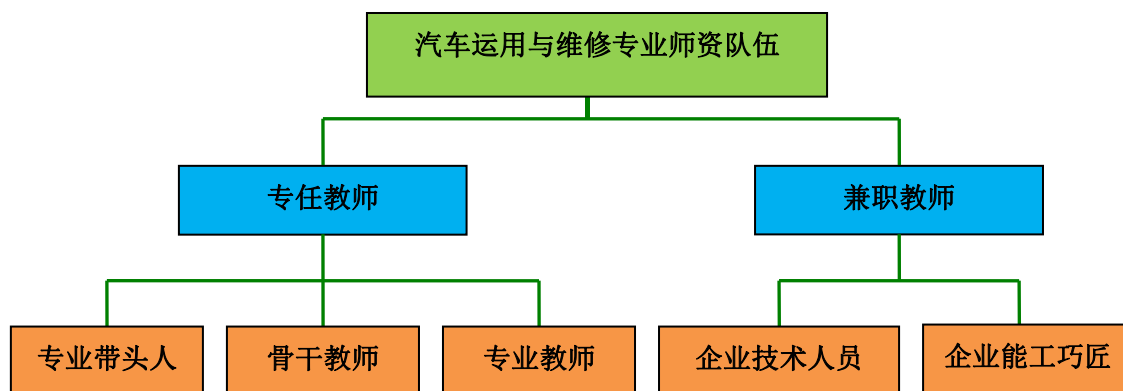 汽车运用与维修专业师资队伍
专任教师
兼职教师
专业带头人
骨干教师
专业教师
企业技术人员
企业能工巧匠